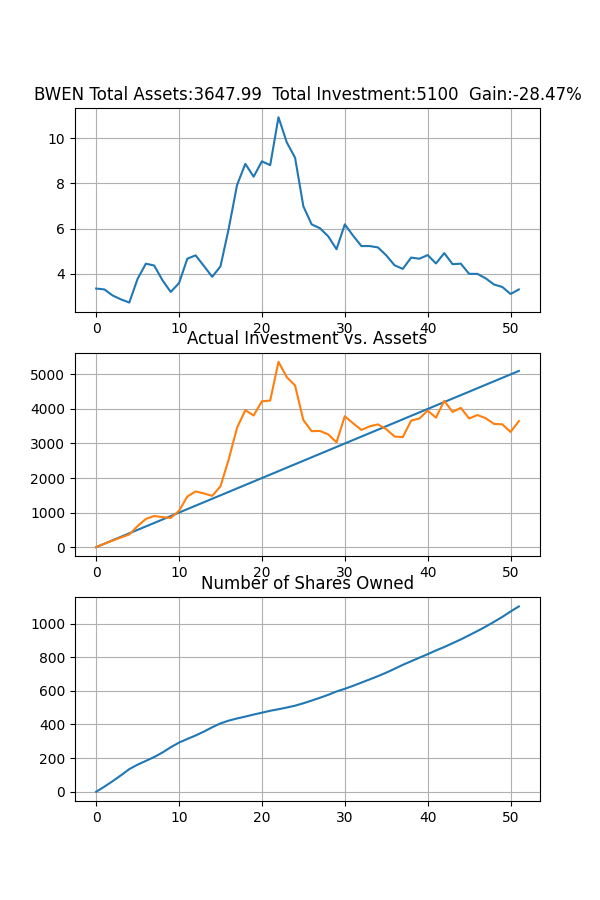 BWEN Total Assets:3647.99  Total Investment:5100  Gain:-28.47%
10
8
6
4
0 10 20 30 40 50
Actual Investment vs. Assets
5000
4000
3000
2000
1000
0
0 10 20 30 40 50
Number of Shares Owned
1000
800
600
400
200
0
0 10 20 30 40 50